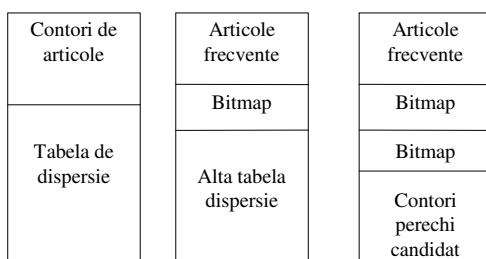 Contori de
articole
Tabela de
dispersie
Articole
frecvente
Bitmap
Alta tabela
dispersie
Articole
frecvente
Bitmap
Bitmap
Contori
perechi
candidat